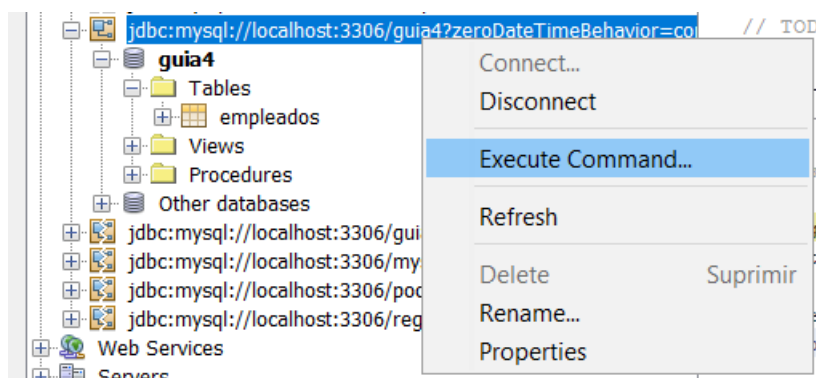 jdbc:mysql://localhost:3306/guia4?zeroDateTimeBehavior=co
// TOD
guia4
Tables
empleados
Views
Procedures
Other databases
jdbc:mysql://localhost:3306/gui
jdbc:mysql://localhost:3306/my
jdbc:mysql://localhost:3306/poo
jdbc:mysql://localhost:3306/reg
Web Services
Servers
Connect...
Disconnect
Execute Command...
Refresh
Delete Suprimir
Rename...
Properties